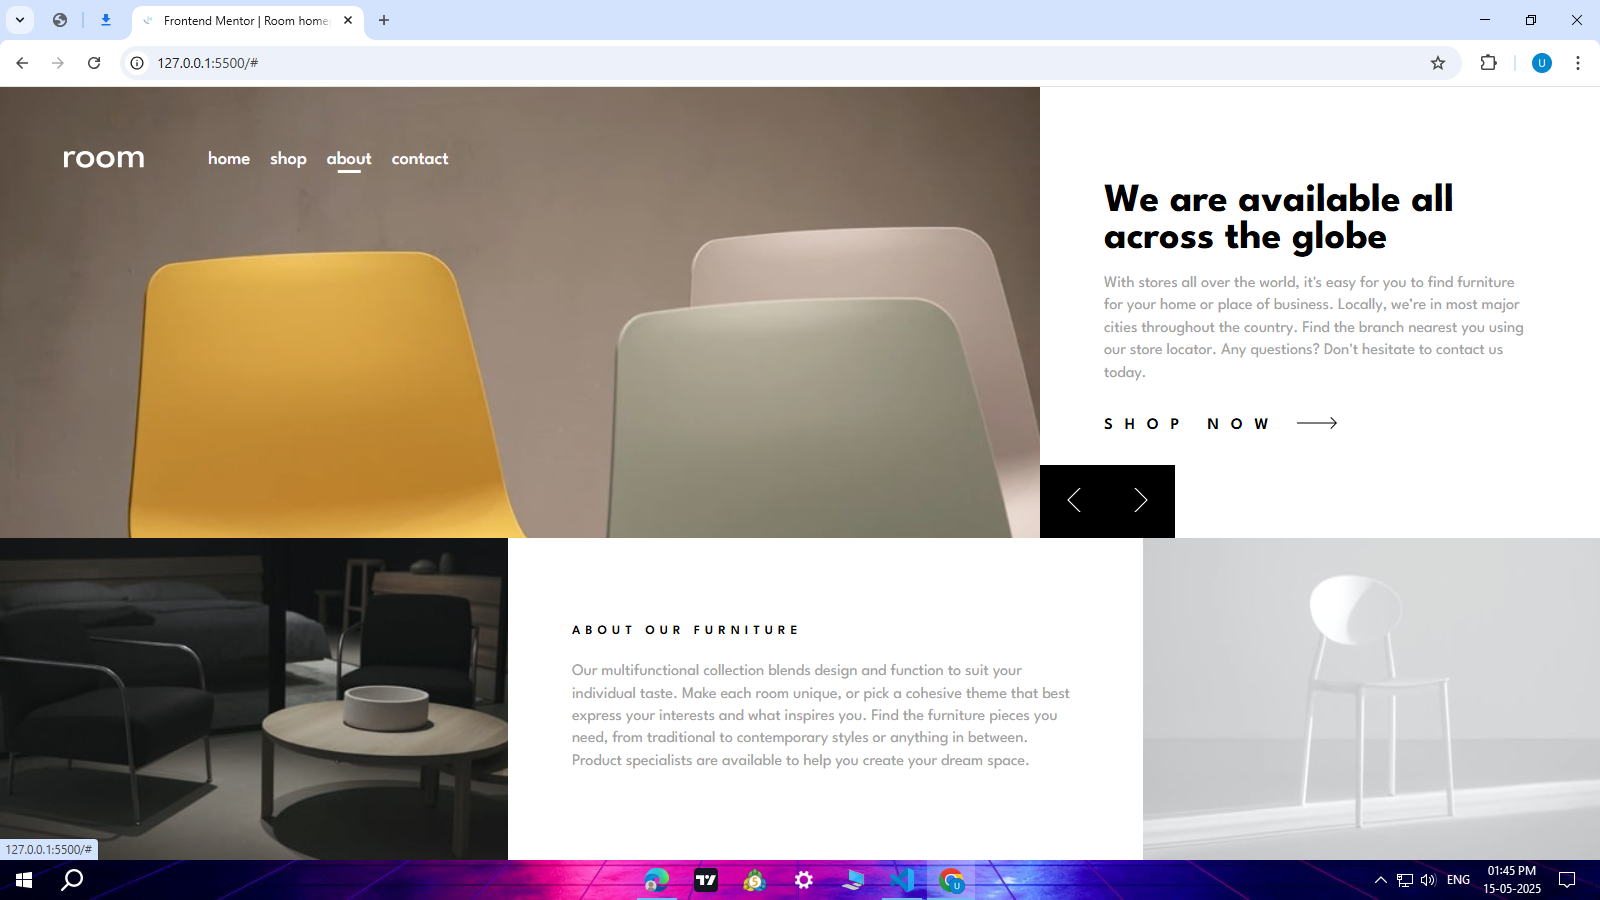 Frontend Mentor | Room home
127.0.0.1:5500/#
U
room
home shop about contact
We are available all
across the globe
With stores all over the world, it's easy for you to find furniture
for your home or place of business. Locally, we're in most major
cities throughout the country. Find the branch nearest you using
our store locator. Any questions? Don't hesitate to contact us
today.
SHOP NOW
ABOUT OUR FURNITURE
Our multifunctional collection blends design and function to suit your
individual taste. Make each room unique, or pick a cohesive theme that best
express your interests and what inspires you. Find the furniture pieces you
need, from traditional to contemporary styles or anything in between.
Product specialists are available to help you create your dream space.
127.0.0.1:5500/#
U
ENG
01:45 PM
15-05-2025